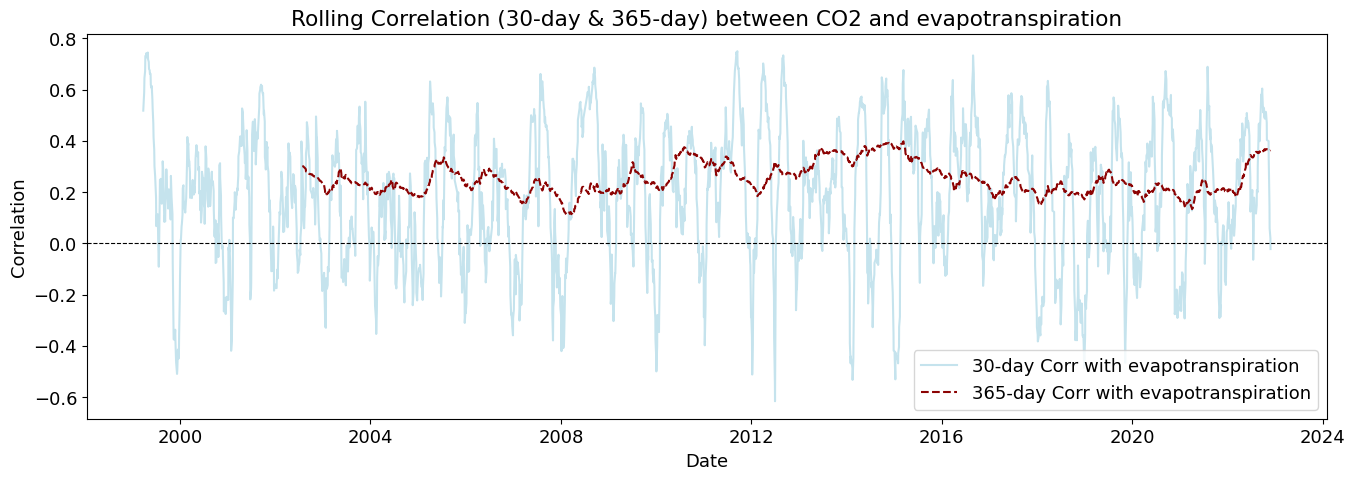 Rolling Correlation (30-day & 365-day) between CO2 and evapotranspiration
Correlation
0.8
0.6
0.4
0.2
0.0
−0.2
−0.4
−0.6
30-day Corr with evapotranspiration
365-day Corr with evapotranspiration
2000 2004 2008 2012 2016 2020 2024
Date